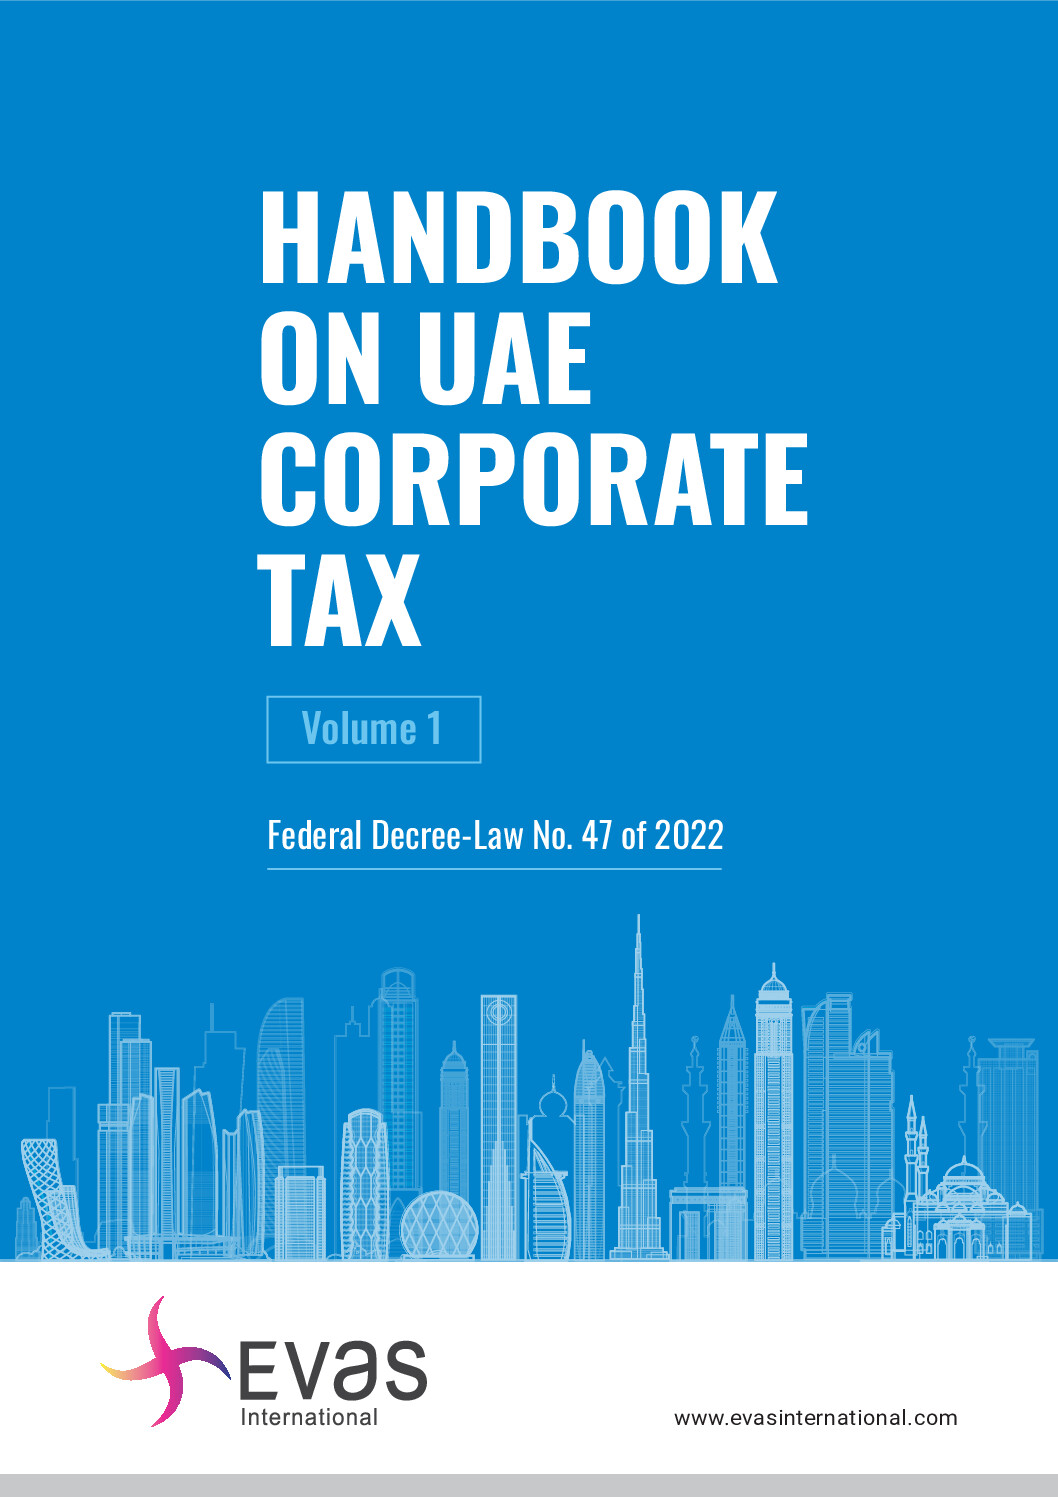 HANDBOOK
ON UAE
CORPORATE
TAX
Volume 1
Federal Decree-Law No. 47 of 2022
Evas
International
www.evasinternational.com